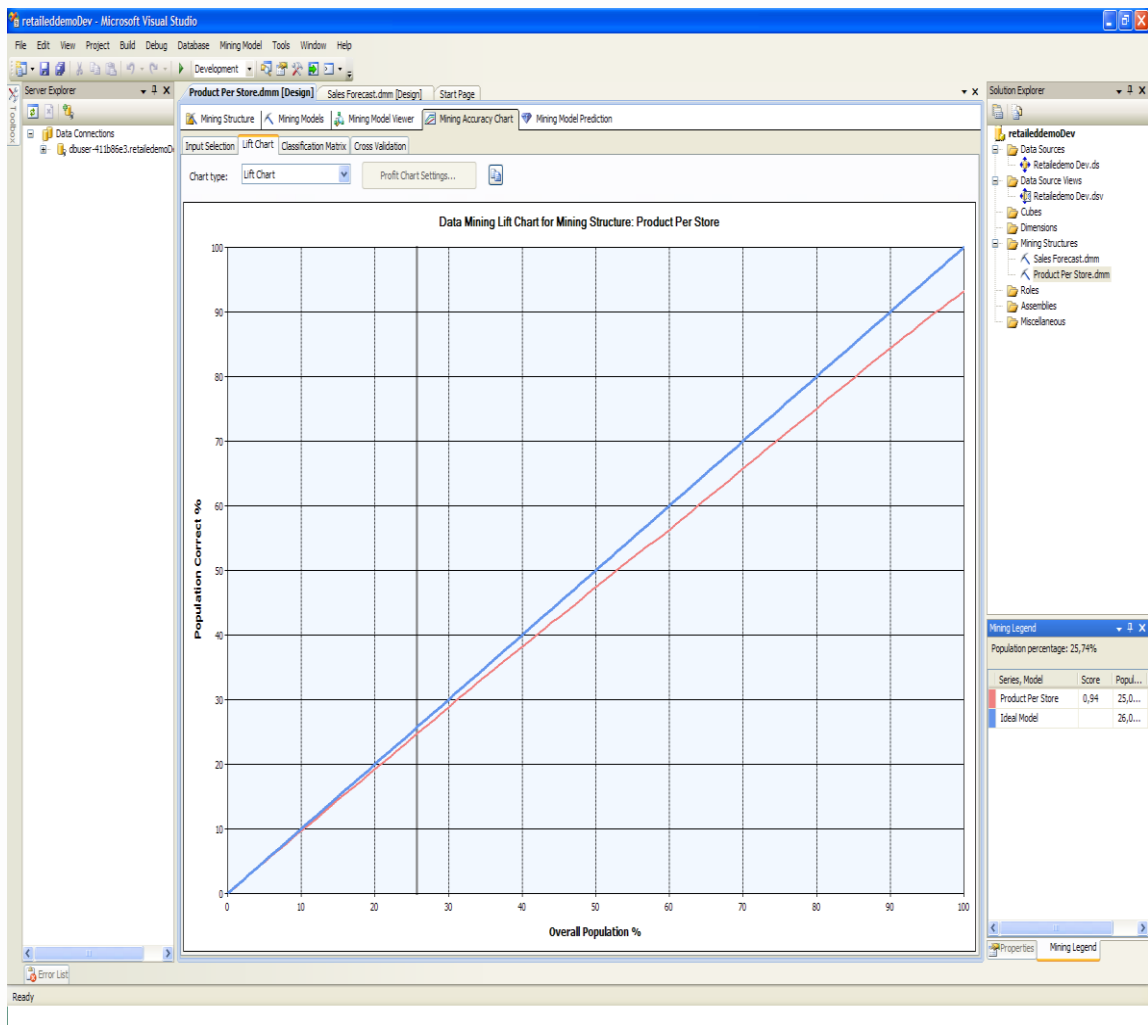 retaileddemoDev - Microsoft Visual Studio
File Edit View Project Build Debug Database Mining Model Tools Window Help
Development
Server Explorer
Toolbox
Data Connections
dbuser-411b86e3.retailedemoD
Product Per Store.dmm [Design] Sales Forecast.dmm [Design] Start Page
Mining Structure Mining Models Mining Model Viewer Mining Accuracy Chart Mining Model Prediction
Input Selection Lift Chart Classification Matrix Cross Validation
Chart type: Lift Chart Profit Chart Settings...
Data Mining Lift Chart for Mining Structure: Product Per Store
100
90
80
70
60
50
40
30
20
10
0
Population Correct %
0 10 20 30 40 50 60 70 80 90 100
Overall Population %
Solution Explorer
retaileddemoDev
Data Sources
Retailedemo Dev.ds
Data Source Views
Retailedemo Dev.dsv
Cubes
Dimensions
Mining Structures
Sales Forecast.dmm
Product Per Store.dmm
Roles
Assemblies
Miscellaneous
Mining Legend
Population percentage: 25,74%
Series, Model Score Popul...
Product Per Store 0,94 25,0...
Ideal Model 26,0...
Properties Mining Legend
Error List
Ready